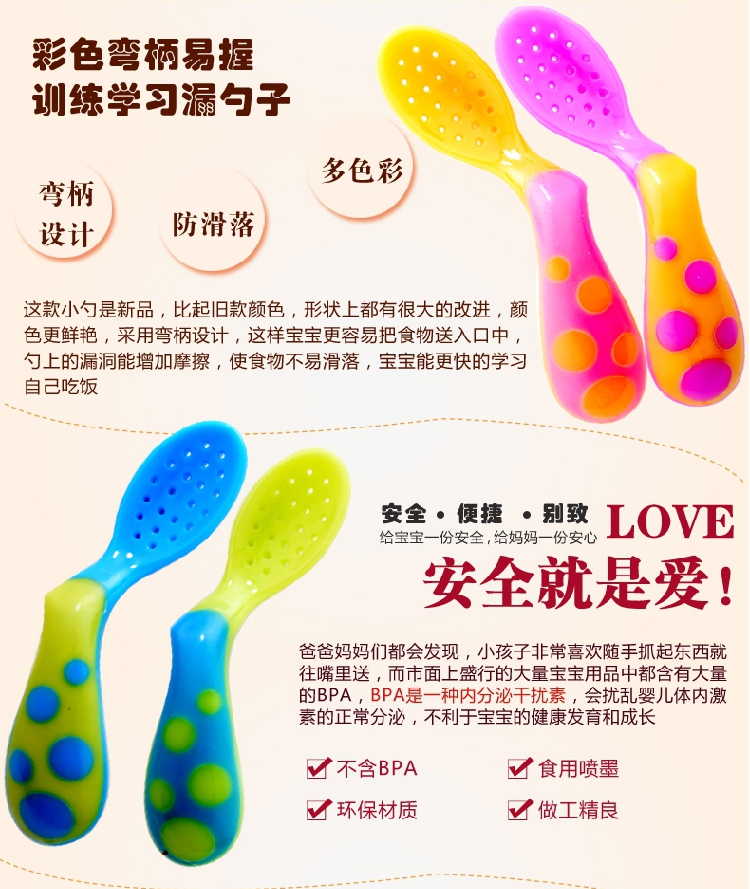 彩色弯柄易握
训练学习漏勺子
多色彩
弯柄
设计
防滑落
这款小勺是新品，比起旧款颜色，形状上都有很大的改进，颜
色更鲜艳，采用弯柄设计，这样宝宝更容易把食物送入口中，
勺上的漏洞能增加摩擦，使食物不易滑落，宝宝能更快的学习
自己吃饭
安全·便捷 ·别致 LOVE
给宝宝一份安全,给妈妈一份安心
安全就是爱!
爸爸妈妈们都会发现，小孩子非常喜欢随手抓起东西就
往嘴里送，而市面上盛行的大量宝宝用品中都含有大量
的BPA，BPA是一种内分泌干扰素，会扰乱婴儿体内激
素的正常分泌，不利于宝宝的健康发育和成长
不含BPA 食用喷墨
环保材质 做工精良